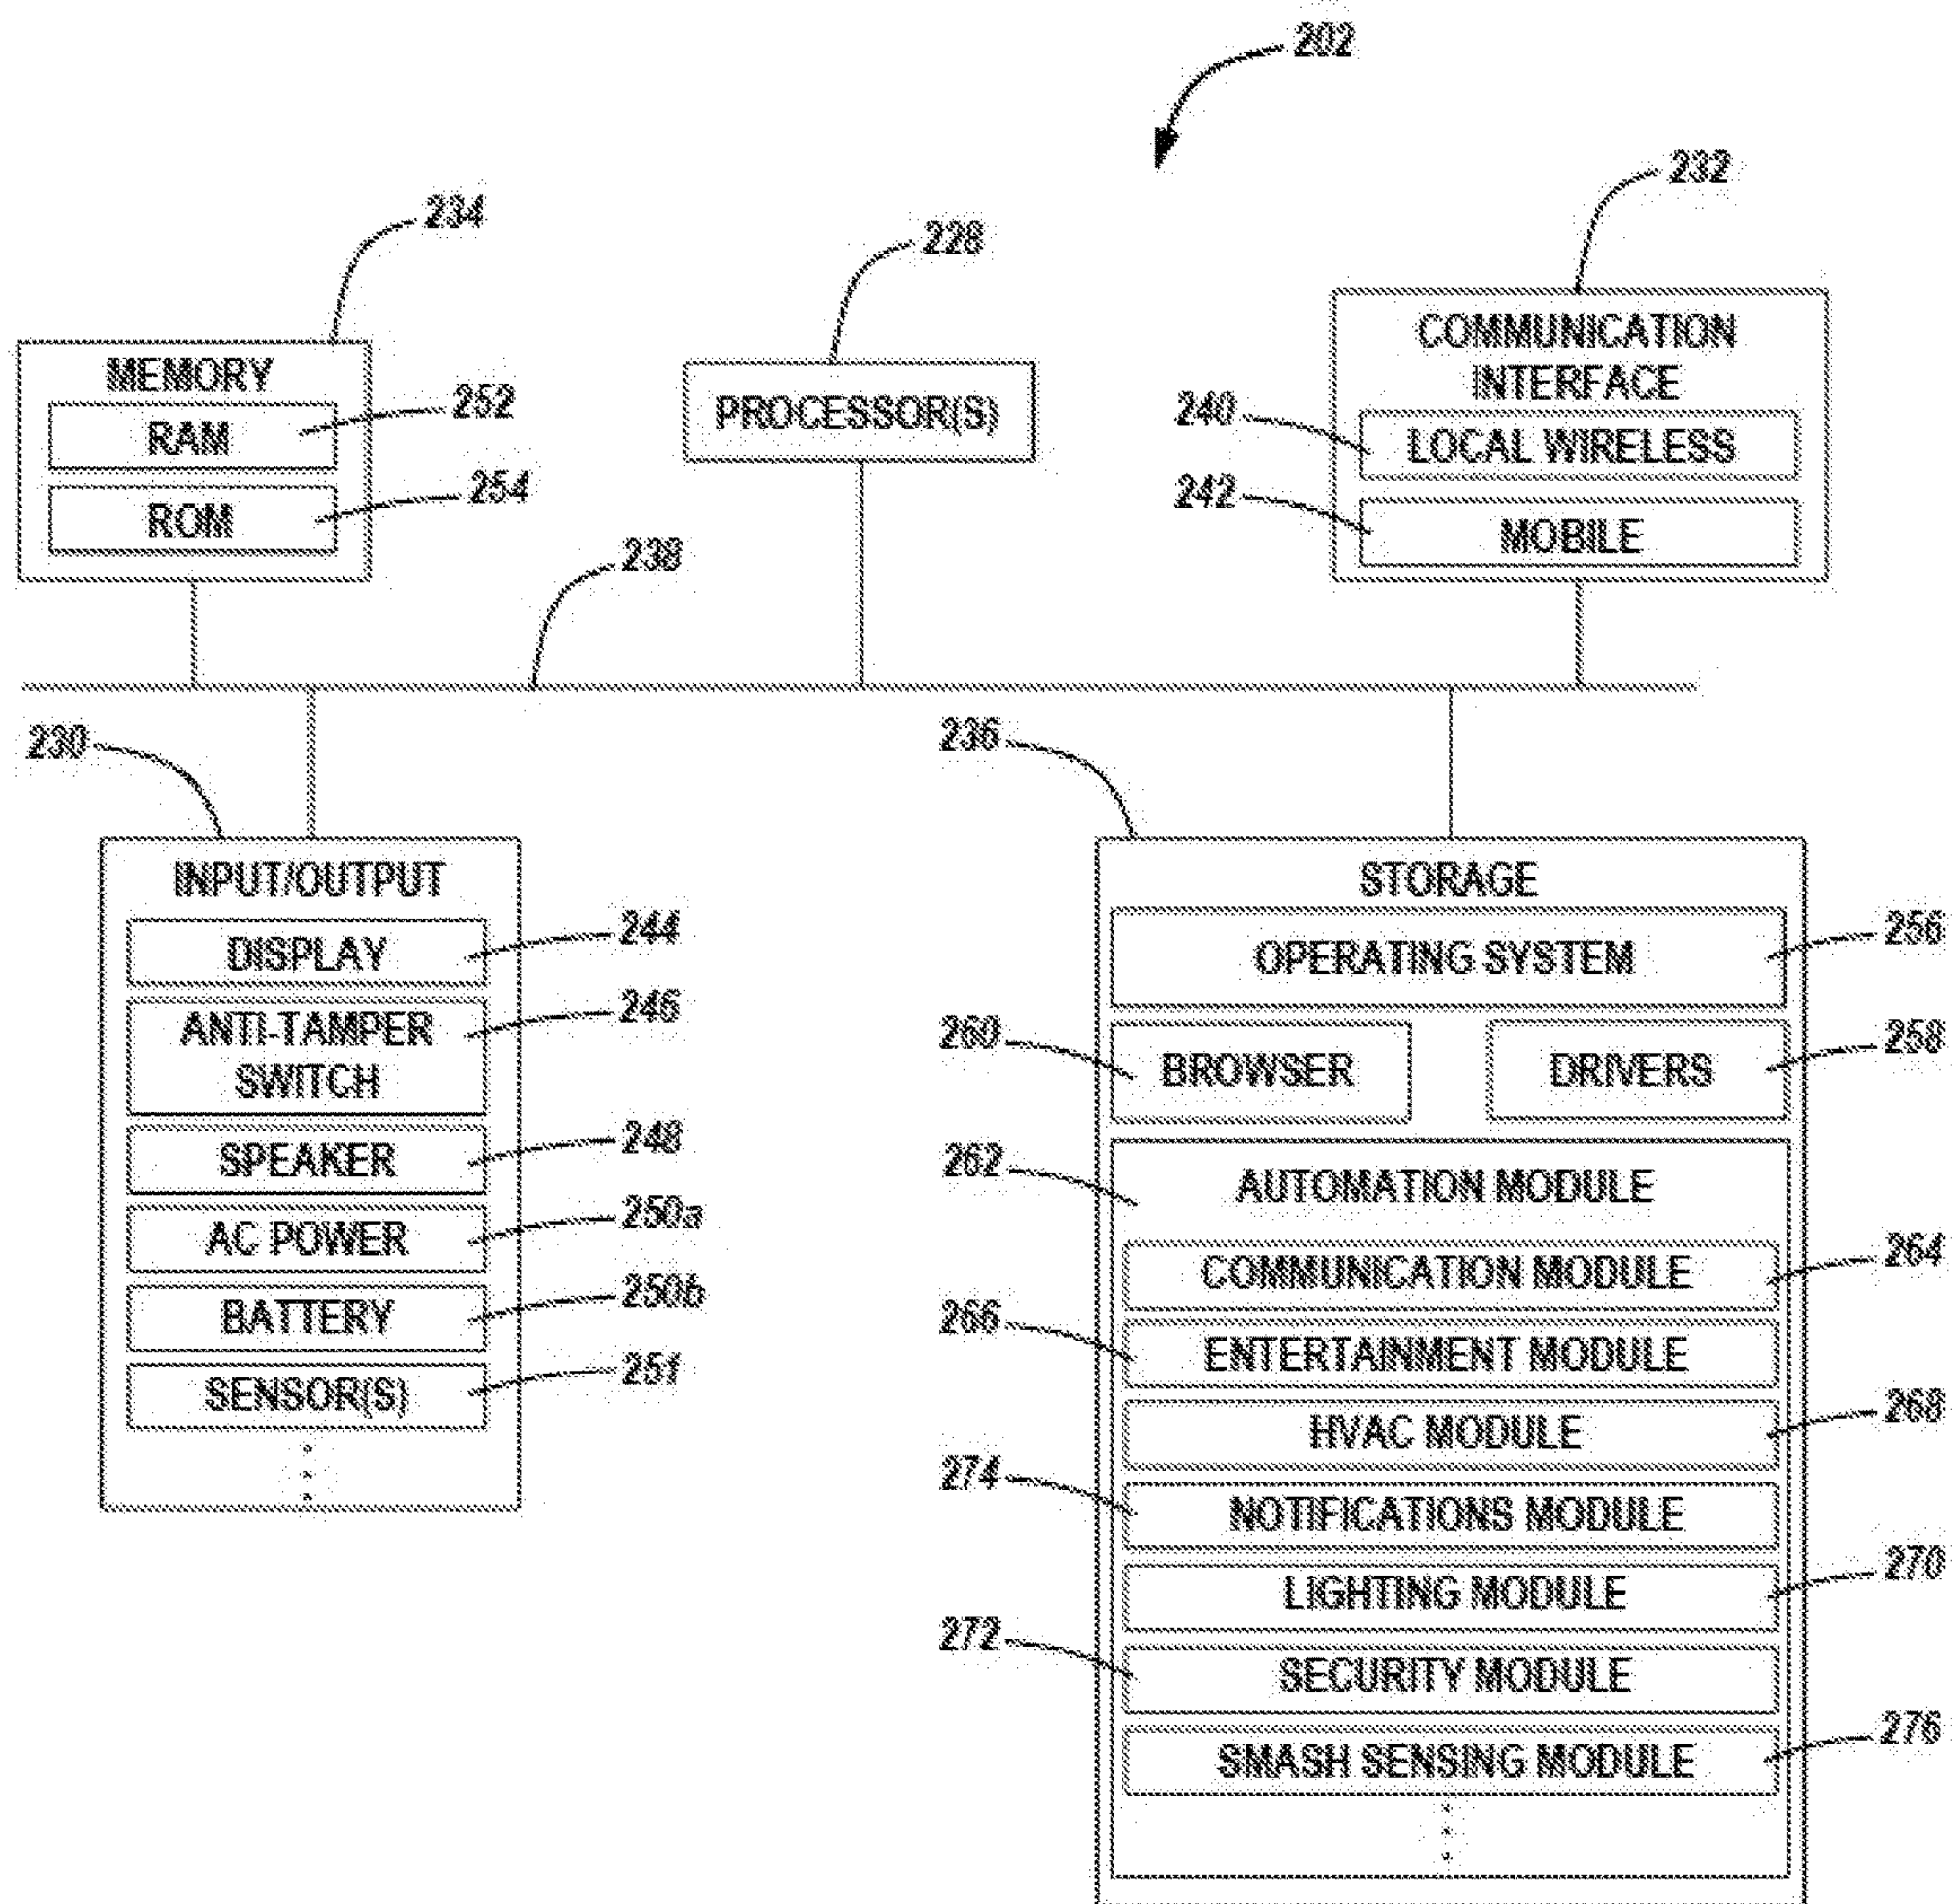 202
232
234
228
MEMORY
RAM
252
ROM
254
PROCESSOR(S)
COMMUNICATION
INTERFACE
240
LOCAL WIRELESS
242
MOBILE
238
230
INPUT/OUTPUT
DISPLAY
244
ANTI-TAMPER
SWITCH
246
SPEAKER
248
AC POWER
250a
BATTERY
250b
SENSOR(S)
251
236
STORAGE
OPERATING SYSTEM
256
260
BROWSER
DRIVERS
258
262
AUTOMATION MODULE
COMMUNICATION MODULE
264
266
ENTERTAINMENT MODULE
HVAC MODULE
268
274
NOTIFICATIONS MODULE
LIGHTING MODULE
270
272
SECURITY MODULE
SMASH SENSING MODULE
276